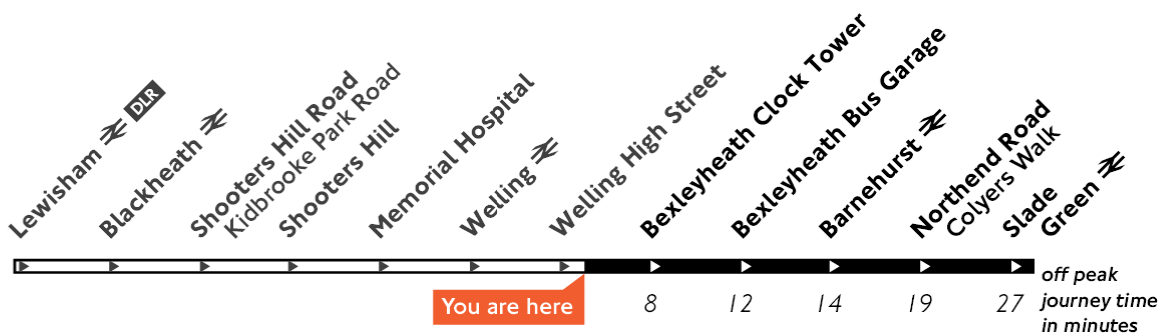 Lewisham
DLR
Blackheath
Shooters Hill Road
Kidbrooke Park Road
Shooters Hill
Memorial Hospital
Welling
Welling High Street
Bexleyheath Clock Tower
Bexleyheath Bus Garage
Barnehurst
Northend Road
Colyers Walk
Slade
Green
You are here
8 12 14 19 27
off peak
journey time
in minutes